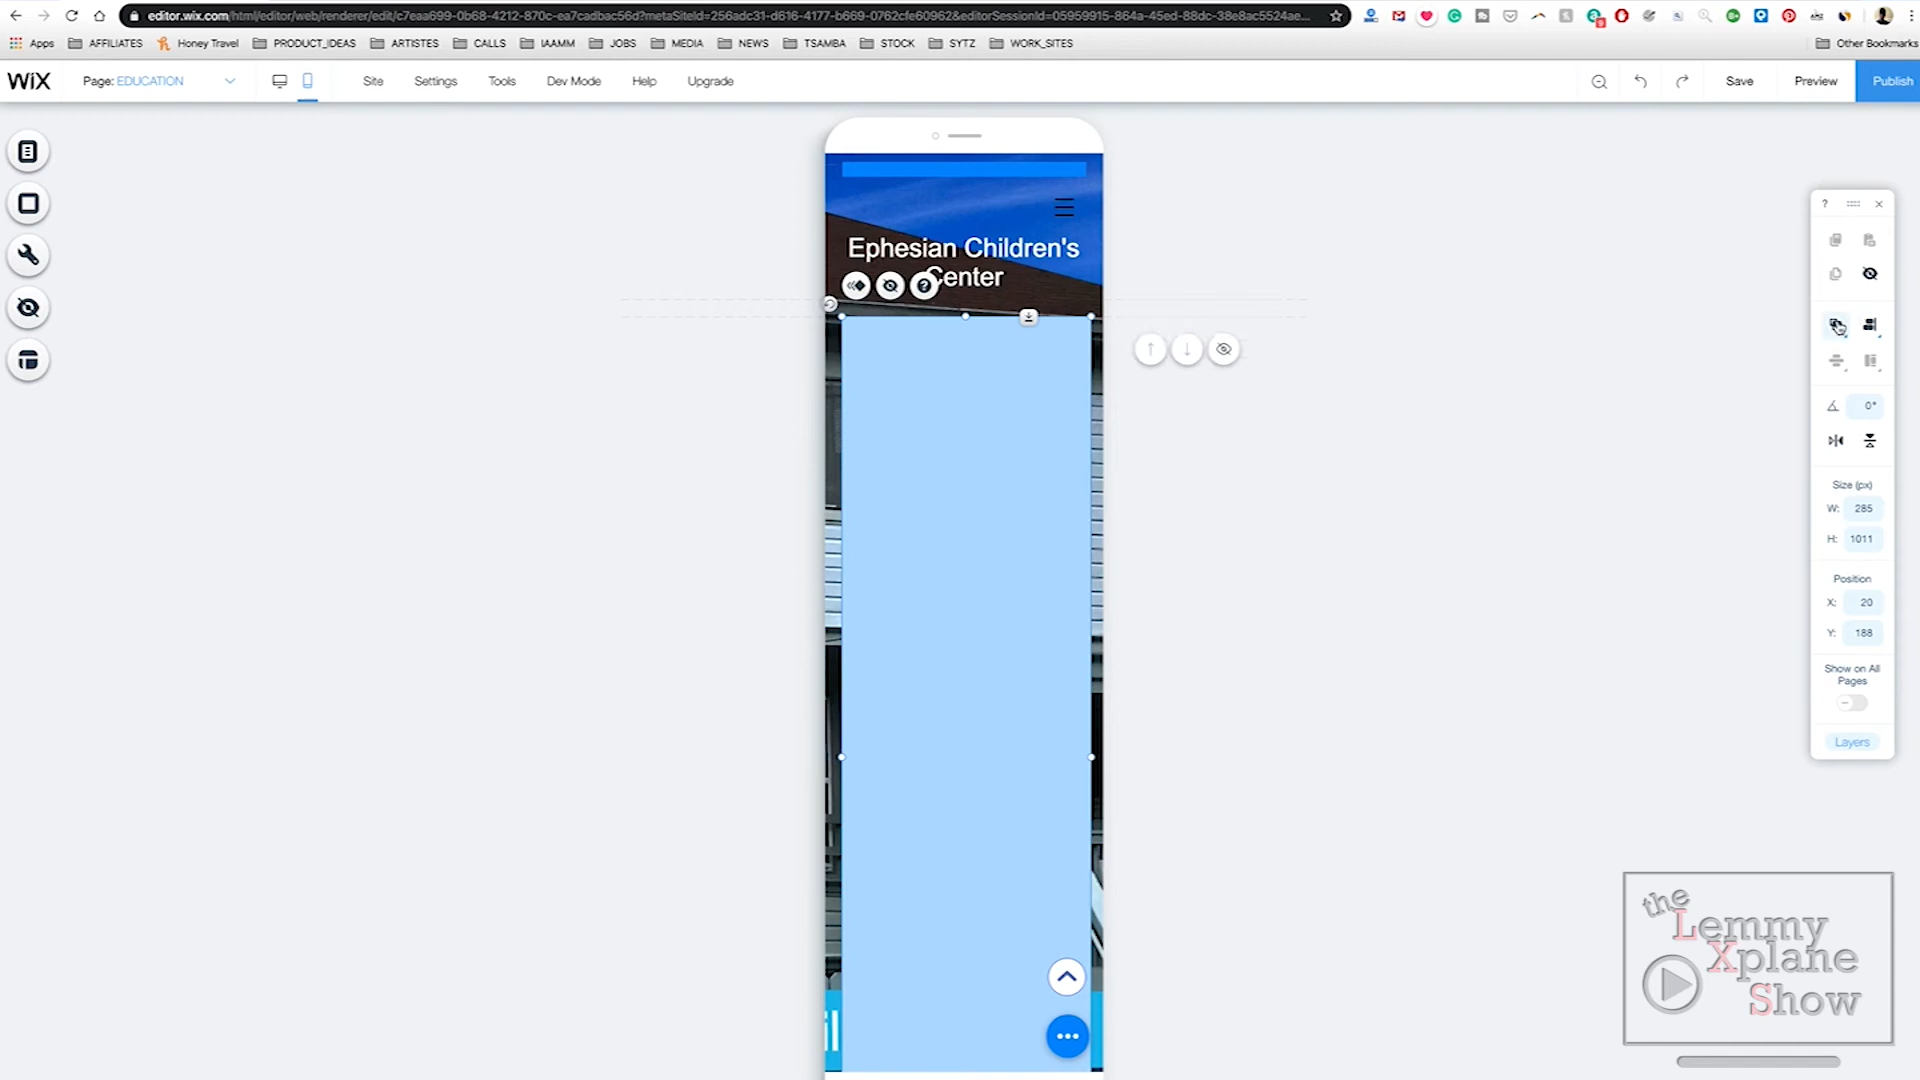 editor.wix.com/html/editor/web/renderer/edit/c7eaa699-0b68-4212-870c-ea7cadbac56d?metaSiteId=256adc31-d616-4177-b669-0762cfe60962&editorSessionId=05959915-864a-45ed-88dc-38e8ac5524ae...
Apps AFFILIATES Honey Travel PRODUCT_IDEAS ARTISTES CALLS IAAMM JOBS MEDIA NEWS TSAMBA STOCK SYTZ WORK_SITES Other Bookmarks
WiX Page: EDUCATION Site Settings Tools Dev Mode Help Upgrade Save Preview Publish
Ephesian Children's
Center
?
0°
Size (px)
W: 285
H: 1011
Position
X: 20
Y: 188
Show on All
Pages
Layers
the
Lemmy
Xplane
Show